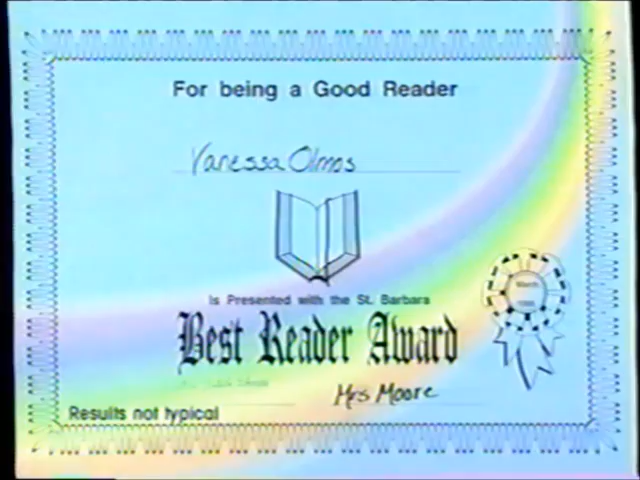 For being a Good Reader
Vanessa Olmos
Is Presented with the St. Barbara
Best Reader Award
Mrs Moore
Results not typical
March